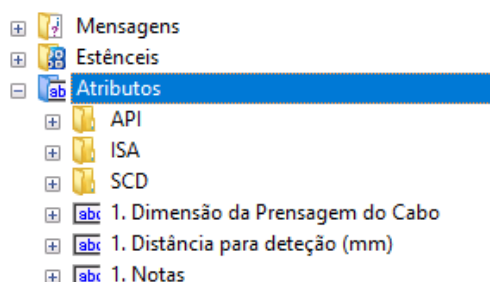 Mensagens
Estênceis
Atributos
API
ISA
SCD
1. Dimensão da Prensagem do Cabo
1. Distância para deteção (mm)
1. Notas